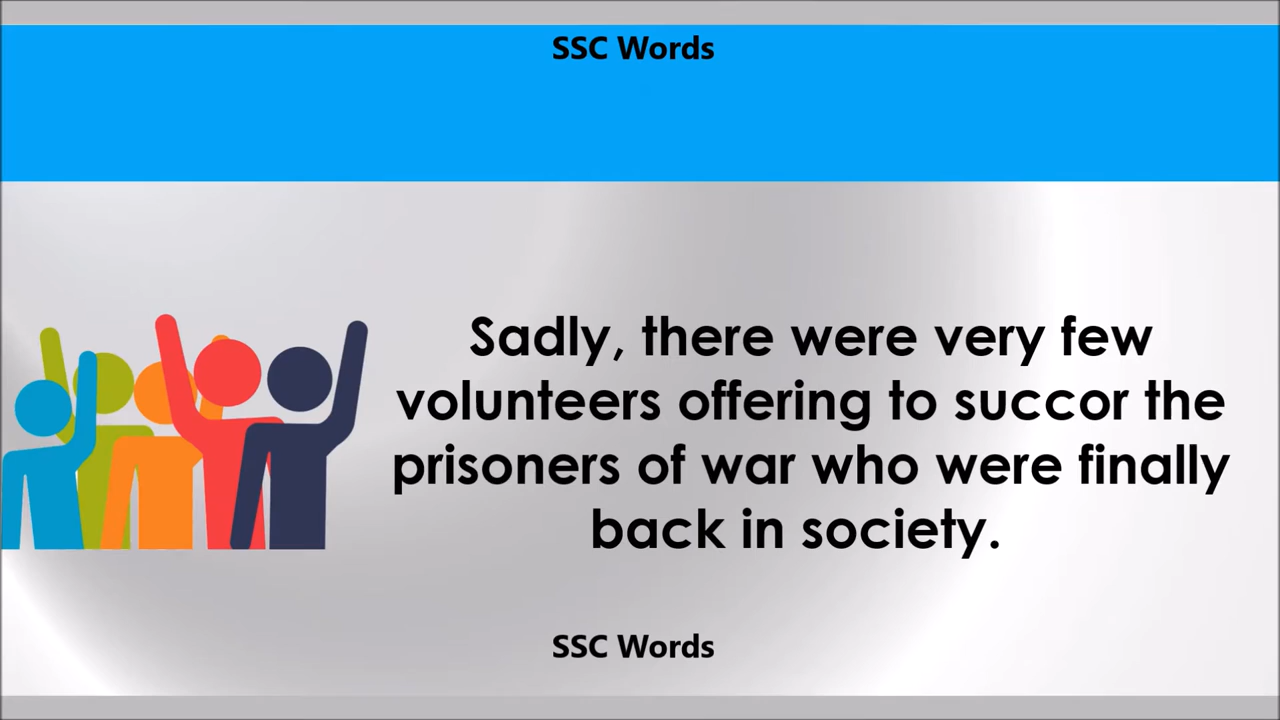 SSC Words
Sadly, there were very few
volunteers offering to succor the
prisoners of war who were finally
back in society.
SSC Words